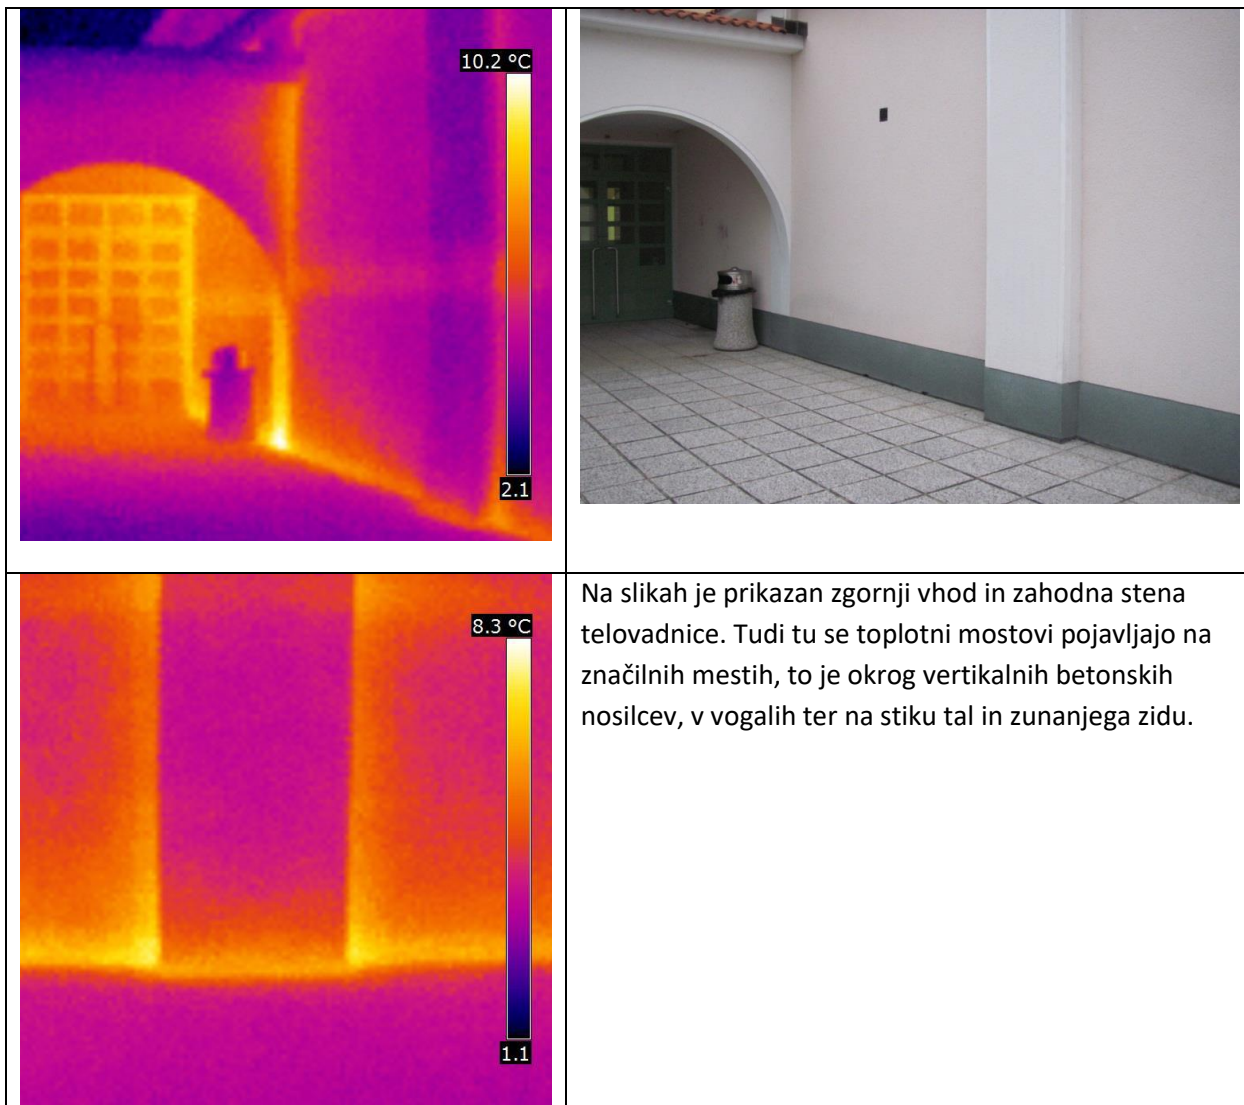 10.2 °C
2.1
8.3 °C
1.1
Na slikah je prikazan zgornji vhod in zahodna stena
telovadnice. Tudi tu se toplotni mostovi pojavljajo na
značilnih mestih, to je okrog vertikalnih betonskih
nosilcev, v vogalih ter na stiku tal in zunanjega zidu.